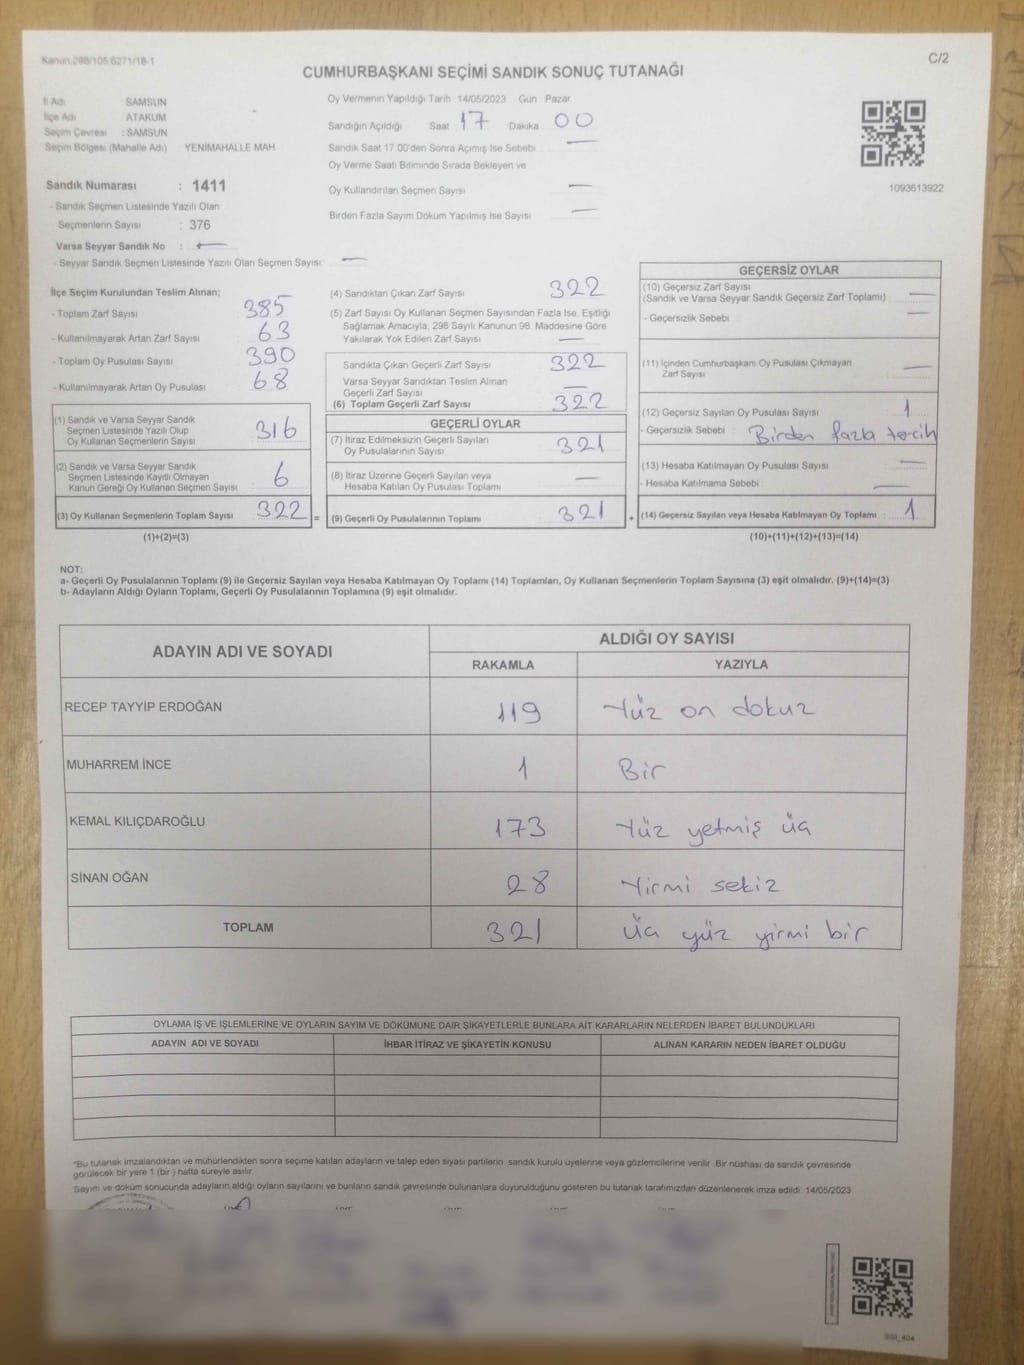 Kanun.298/105.6271/18-1
C/2
CUMHURBAŞKANI SEÇİMİ SANDIK SONUÇ TUTANAĞI
İl Adı SAMSUN
İlçe Adı ATAKUM
Seçim Çevresi : SAMSUN
Seçim Bölgesi (Mahalle Adı) YENİMAHALLE MAH.
Sandık Numarası : 1411
- Sandık Seçmen Listesinde Yazılı Olan
Seçmenlerin Sayısı : 376
Varsa Seyyar Sandık No : —
- Seyyar Sandık Seçmen Listesinde Yazılı Olan Seçmen Sayısı: —
Oy Vermenin Yapıldığı Tarih 14/05/2023 Gün Pazar
Sandığın Açıldığı Saat 17 Dakika 00
Sandık Saat 17 00'den Sonra Açımış İse Sebebi —
Oy Verme Saati Bitiminde Sırada Bekleyen ve
Oy Kullandırılan Seçmen Sayısı —
Birden Fazla Sayım Döküm Yapılmış İse Sayısı —
1093613922
İlçe Seçim Kurulundan Teslim Alınan;
- Toplam Zarf Sayısı : 385
- Kullanılmayarak Artan Zarf Sayısı : 63
- Toplam Oy Pusulası Sayısı : 390
- Kullanılmayarak Artan Oy Pusulası : 68
(1) Sandık ve Varsa Seyyar Sandık
Seçmen Listesinde Yazılı Olup
Oy Kullanan Seçmenlerin Sayısı 316
(2) Sandık ve Varsa Seyyar Sandık
Seçmen Listesinde Kayıtlı Olmayan
Kanun Gereği Oy Kullanan Seçmen Sayısı 6
(3) Oy Kullanan Seçmenlerin Toplam Sayısı 322 =
(1)+(2)=(3)
(4) Sandıktan Çıkan Zarf Sayısı 322
(5) Zarf Sayısı Oy Kullanan Seçmen Sayısından Fazla İse, Eşitliği
Sağlamak Amacıyla, 298 Sayılı Kanunun 98. Maddesine Göre
Yakılarak Yok Edilen Zarf Sayısı —
Sandıkta Çıkan Geçerli Zarf Sayısı 322
Varsa Seyyar Sandıktan Teslim Alınan
Geçerli Zarf Sayısı —
(6) Toplam Geçerli Zarf Sayısı 322
GEÇERLİ OYLAR
(7) İtiraz Edilmeksizin Geçerli Sayılan
Oy Pusulalarının Sayısı 321
(8) İtiraz Üzerine Geçerli Sayılan veya
Hesaba Katılan Oy Pusulası Toplamı —
(9) Geçerli Oy Pusulalarının Toplamı 321 +
GEÇERSİZ OYLAR
(10) Geçersiz Zarf Sayısı
(Sandık ve Varsa Seyyar Sandık Geçersiz Zarf Toplamı) : —
- Geçersizlik Sebebi : —
(11) İçinden Cumhurbaşkanı Oy Pusulası Çıkmayan
Zarf Sayısı —
(12) Geçersiz Sayılan Oy Pusulası Sayısı 1
- Geçersizlik Sebebi : Birden fazla tercih
(13) Hesaba Katılmayan Oy Pusulası Sayısı —
- Hesaba Katılmama Sebebi : —
(14) Geçersiz Sayılan veya Hesaba Katılmayan Oy Toplamı : 1
(10)+(11)+(12)+(13)=(14)
NOT:
a- Geçerli Oy Pusulalarının Toplamı (9) ile Geçersiz Sayılan veya Hesaba Katılmayan Oy Toplamı (14) Toplamları, Oy Kullanan Seçmenlerin Toplam Sayısına (3) eşit olmalıdır. (9)+(14)=(3)
b- Adayların Aldığı Oyların Toplamı, Geçerli Oy Pusulalarının Toplamına (9) eşit olmalıdır.
ADAYIN ADI VE SOYADI
ALDIĞI OY SAYISI
RAKAMLA YAZIYLA
RECEP TAYYİP ERDOĞAN 119 Yüz on dokuz
MUHARREM İNCE 1 Bir
KEMAL KILIÇDAROĞLU 173 Yüz yetmiş üç
SİNAN OĞAN 28 Yirmi sekiz
TOPLAM 321 Üç yüz yirmi bir
OYLAMA İŞ VE İŞLEMLERİNE VE OYLARIN SAYIM VE DÖKÜMÜNE DAİR ŞİKAYETLERLE BUNLARA AİT KARARLARIN NELERDEN İBARET BULUNDUKLARI
ADAYIN ADI VE SOYADI İHBAR İTİRAZ VE ŞİKAYETİN KONUSU ALINAN KARARIN NEDEN İBARET OLDUĞU
*Bu tutanak imzalandıktan ve mühürlendikten sonra seçime katılan adayların ve talep eden siyasi partilerin sandık kurulu üyelerine veya gözlemcilerine verilir. Bir nüshası da sandık çevresinde
görülecek bir yere 1 (bir ) hafta süreyle asılır.
Sayım ve döküm sonucunda adayların aldığı oyların sayılarını ve bunların sandık çevresinde bulunanlara duyurulduğunu gösteren bu tutanak tarafımızdan düzenlenerek imza edildi. 14/05/2023